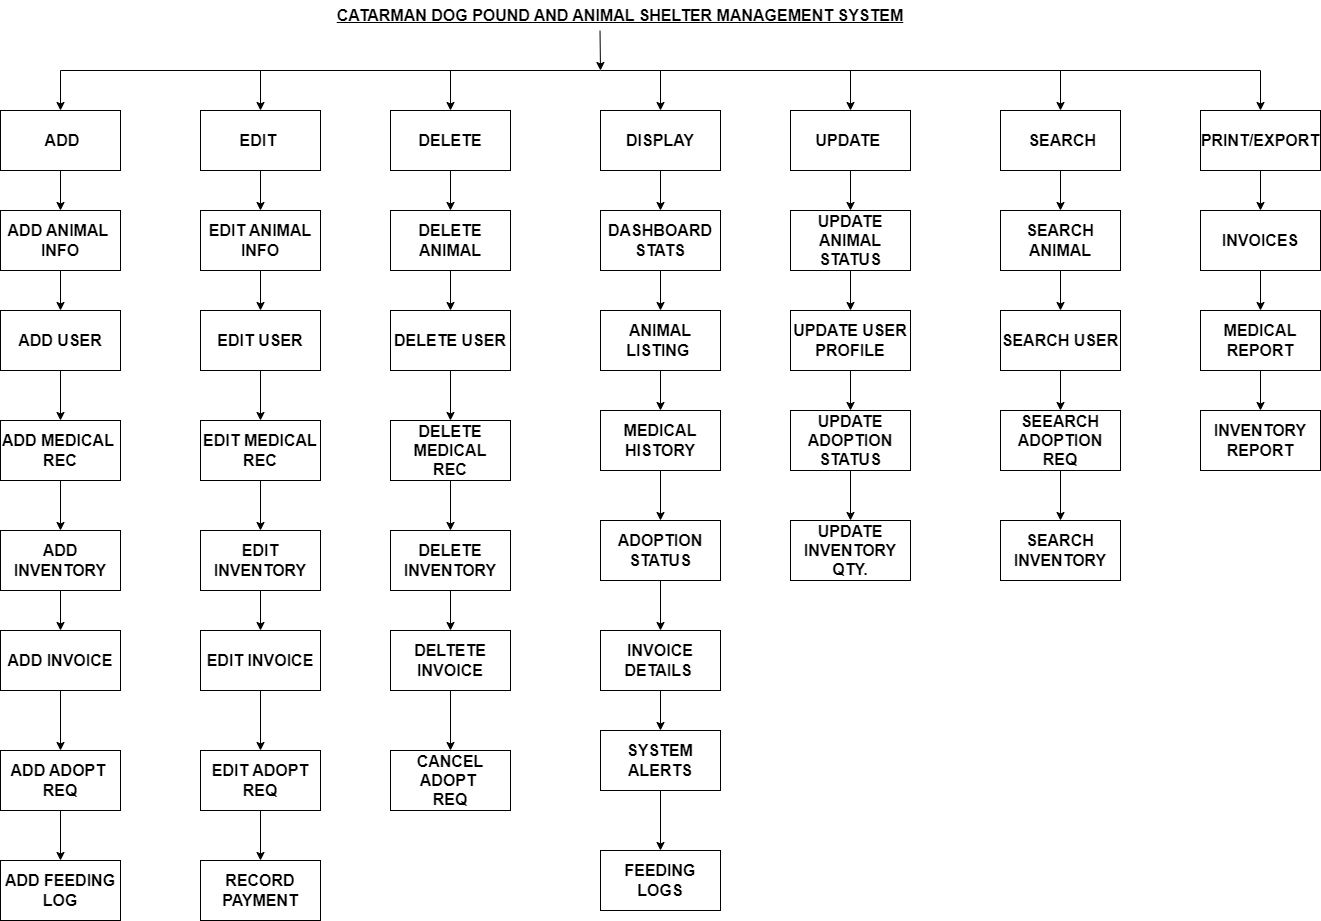 CATARMAN DOG POUND AND ANIMAL SHELTER MANAGEMENT SYSTEM
ADD
EDIT
DELETE
DISPLAY
UPDATE
SEARCH
PRINT/EXPORT
ADD ANIMAL
INFO
EDIT ANIMAL
INFO
DELETE
ANIMAL
DASHBOARD
STATS
UPDATE
ANIMAL
STATUS
SEARCH
ANIMAL
INVOICES
ADD USER
EDIT USER
DELETE USER
ANIMAL
LISTING
UPDATE USER
PROFILE
SEARCH USER
MEDICAL
REPORT
ADD MEDICAL
REC
EDIT MEDICAL
REC
DELETE
MEDICAL
REC
MEDICAL
HISTORY
UPDATE
ADOPTION
STATUS
SEEARCH
ADOPTION
REQ
INVENTORY
REPORT
ADD
INVENTORY
EDIT
INVENTORY
DELETE
INVENTORY
ADOPTION
STATUS
UPDATE
INVENTORY
QTY.
SEARCH
INVENTORY
ADD INVOICE
EDIT INVOICE
DELTETE
INVOICE
INVOICE
DETAILS
ADD ADOPT
REQ
EDIT ADOPT
REQ
CANCEL
ADOPT
REQ
SYSTEM
ALERTS
ADD FEEDING
LOG
RECORD
PAYMENT
FEEDING
LOGS